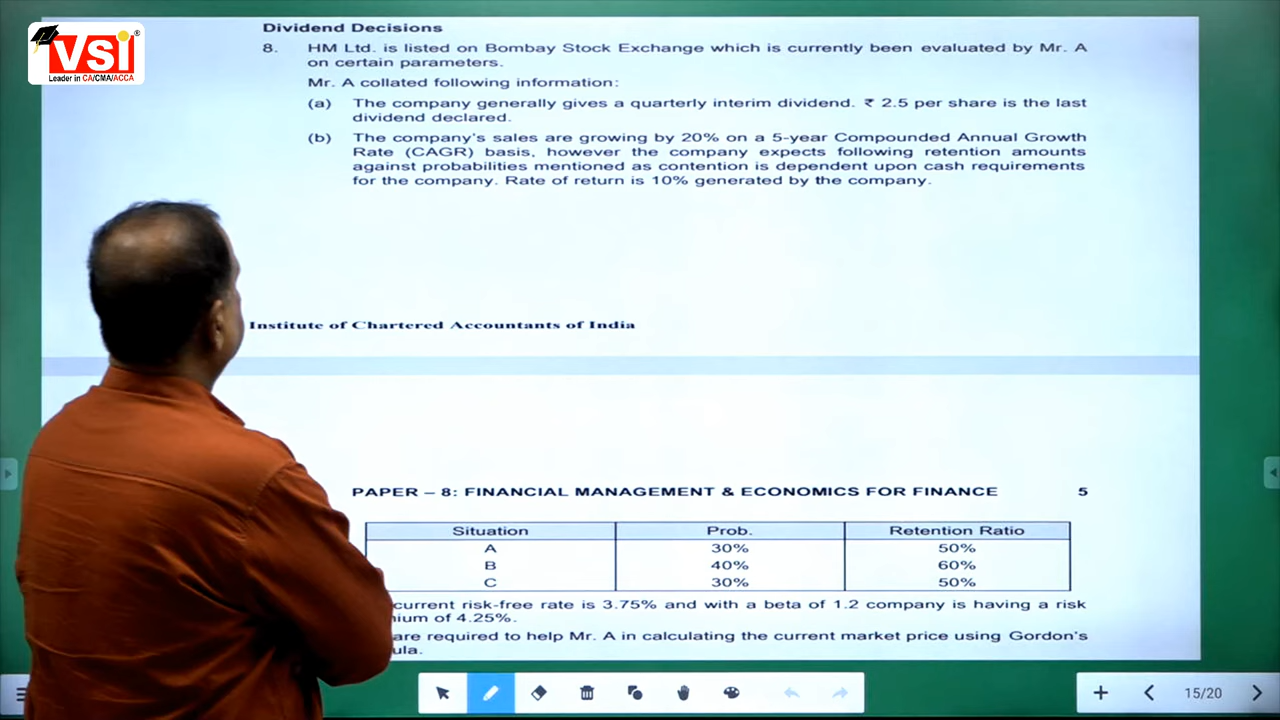 VSI
®
Leader in CA/CMA/ACCA
Dividend Decisions
8. HM Ltd. is listed on Bombay Stock Exchange which is currently been evaluated by Mr. A
on certain parameters.
Mr. A collated following information:
(a) The company generally gives a quarterly interim dividend. ₹ 2.5 per share is the last
dividend declared.
(b) The company's sales are growing by 20% on a 5-year Compounded Annual Growth
Rate (CAGR) basis, however the company expects following retention amounts
against probabilities mentioned as contention is dependent upon cash requirements
for the company. Rate of return is 10% generated by the company.
Institute of Chartered Accountants of India
PAPER – 8: FINANCIAL MANAGEMENT & ECONOMICS FOR FINANCE 5
Situation Prob. Retention Ratio
A 30% 50%
B 40% 60%
C 30% 50%
current risk-free rate is 3.75% and with a beta of 1.2 company is having a risk
nium of 4.25%.
are required to help Mr. A in calculating the current market price using Gordon's
ula.
15/20